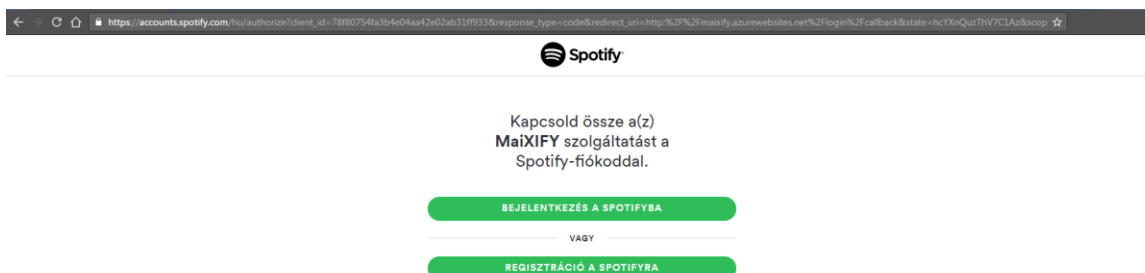 https://accounts.spotify.com/hu/authorize?client_id=78f80754fa3b4e04aa42e02ab31ff933&response_type=code&redirect_uri=http:%2F%2Fmaixify.azurewebsites.net%2Flogin%2Fcallback&state=hcYXnQuzThV7C1Az&scop
Spotify
Kapcsold össze a(z)
MaiXIFY szolgáltatást a
Spotify-fiókoddal.
BEJELENTKEZÉS A SPOTIFYBA
VAGY
REGISZTRÁCIÓ A SPOTIFYRA